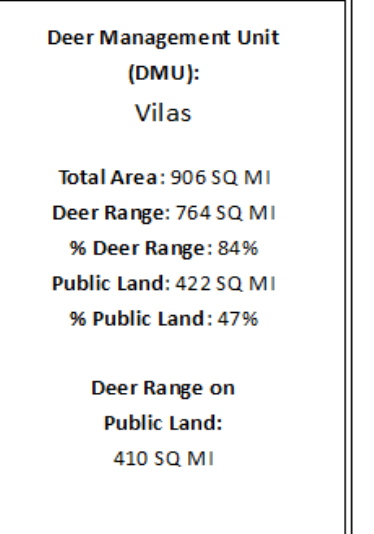 Deer Management Unit
(DMU):
Vilas
Total Area: 906 SQ MI
Deer Range: 764 SQ MI
% Deer Range: 84%
Public Land: 422 SQ MI
% Public Land: 47%
Deer Range on
Public Land:
410 SQ MI